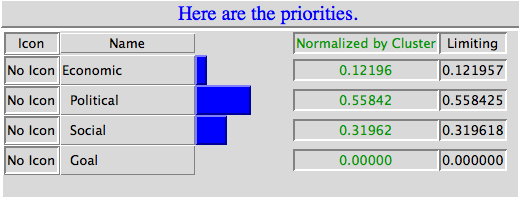 Here are the priorities.
Icon Name Normalized by Cluster Limiting
No Icon Economic 0.12196 0.121957
No Icon Political 0.55842 0.558425
No Icon Social 0.31962 0.319618
No Icon Goal 0.00000 0.000000